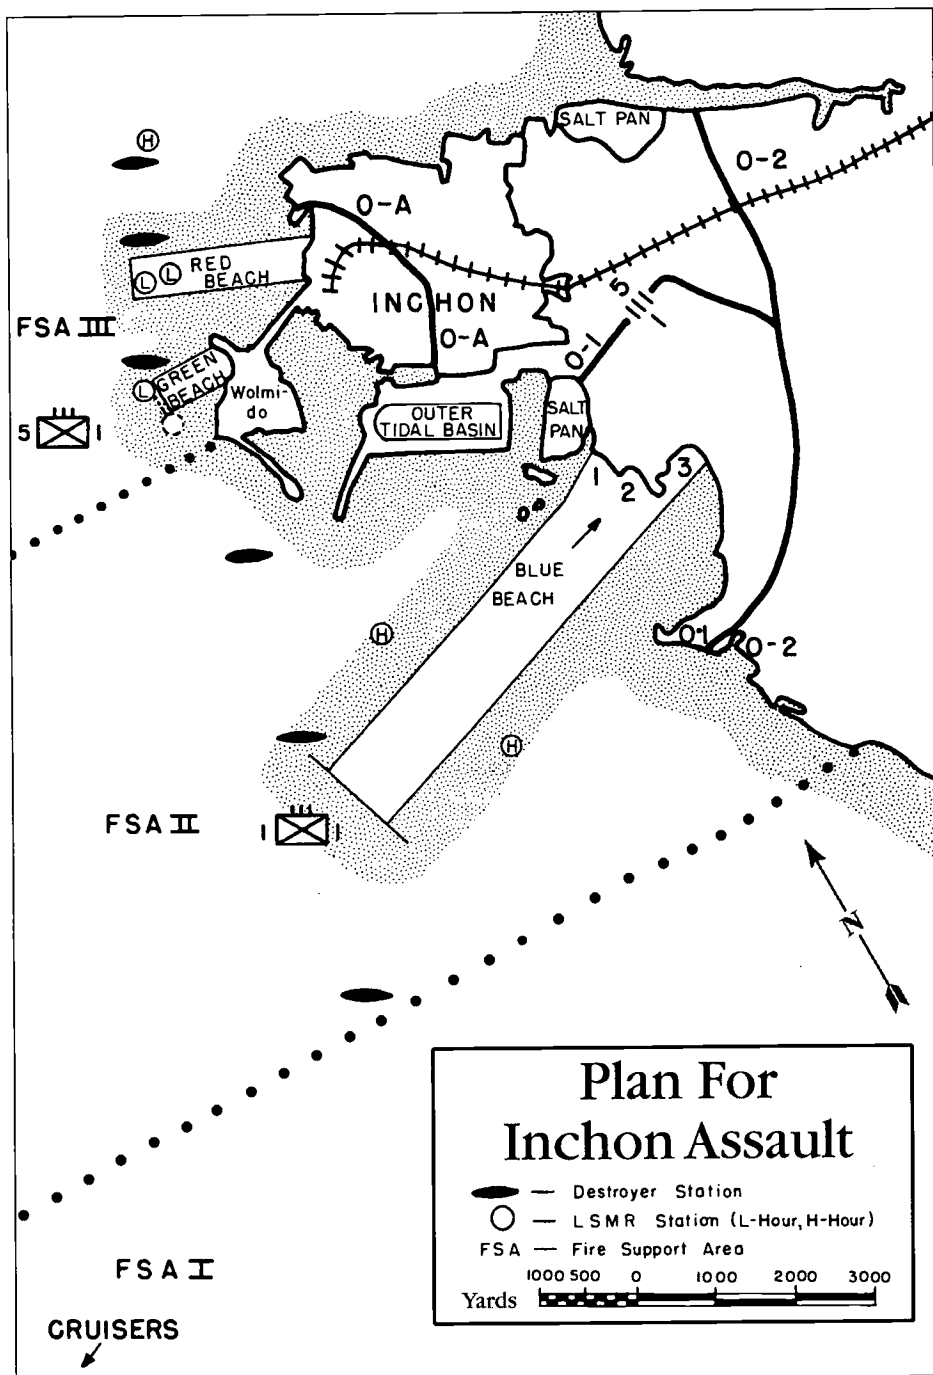 SALT PAN
H
O-2
O-A
L L RED
BEACH
INCHON
5
1
FSA III
O-A
O-1
L GREEN
BEACH
Wolmi-
do
OUTER
TIDAL BASIN
SALT
PAN
5 1
1 2 3
BLUE
BEACH
H
O-1 O-2
H
FSA II
1 1
N
Plan For
Inchon Assault
— Destroyer Station
— LSMR Station (L-Hour, H-Hour)
FSA — Fire Support Area
1000 500 0 1000 2000 3000
Yards
FSA I
CRUISERS